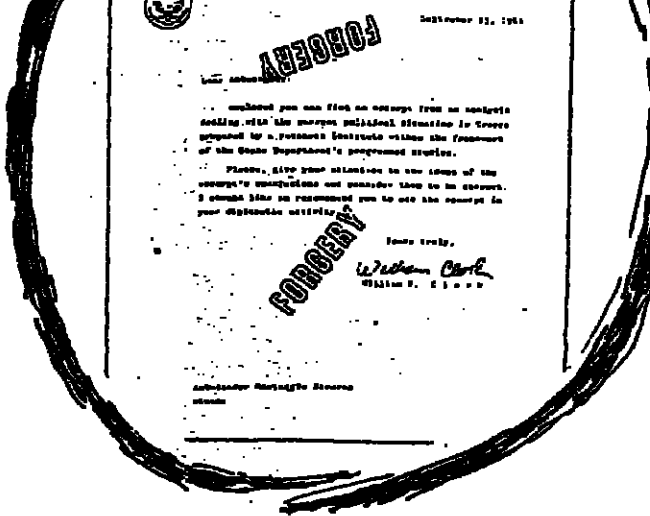 September 23, 1981
FORGERY
Dear Ambassador:
enclosed you can find an excerpt from an analysis
dealing with the current political situation in Greece
prepared by a research institute within the framework
of the State Department's programmed studies.
Please, give your attention to the ideas of the
excerpt's conclusions and consider them to be
I should like to recommend you to use the excerpt in
your diplomatic activity.
Yours truly,
FORGERY
William Clark
William P. Clark
Ambassador